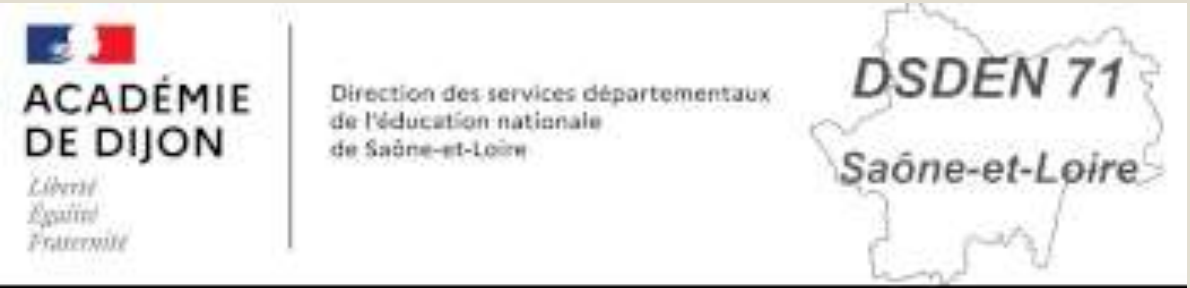 ACADÉMIE
DE DIJON
Liberté
Égalité
Fraternité
Direction des services départementaux
de l'éducation nationale
de Saône-et-Loire
DSDEN 71
Saône-et-Loire